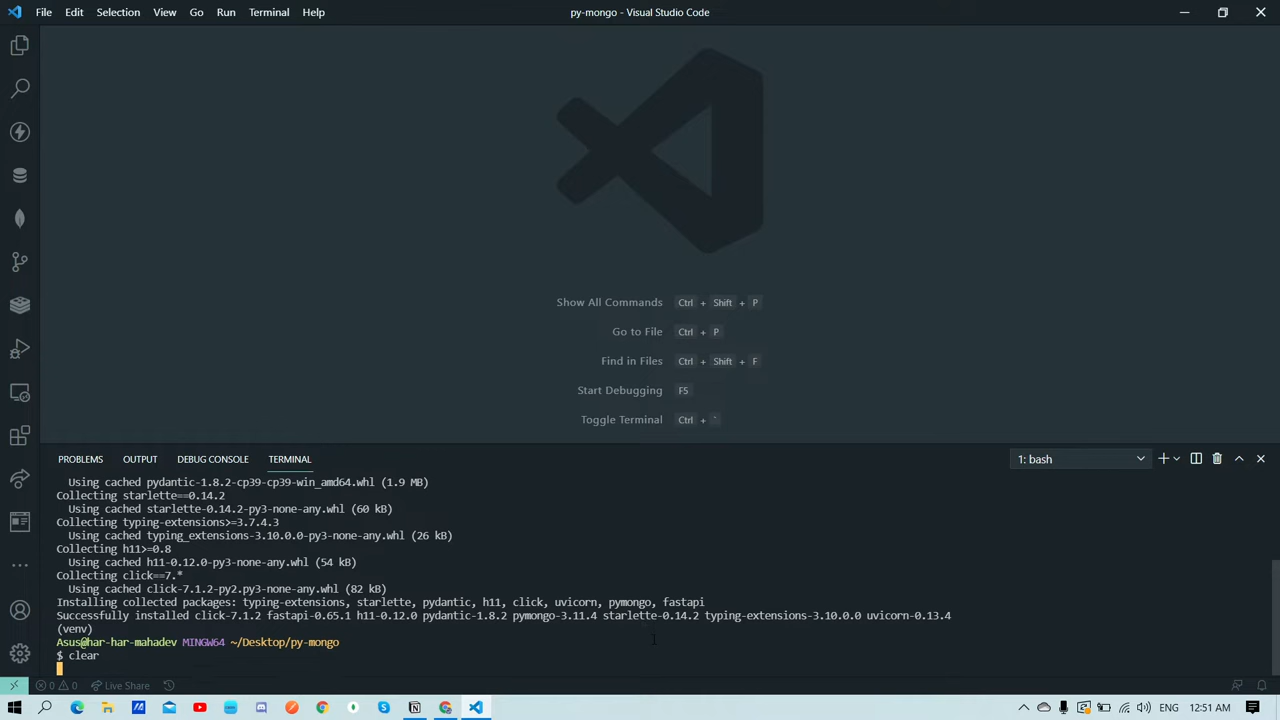 File Edit Selection View Go Run Terminal Help
py-mongo - Visual Studio Code
Show All Commands Ctrl + Shift + P
Go to File Ctrl + P
Find in Files Ctrl + Shift + F
Start Debugging F5
Toggle Terminal Ctrl + `
PROBLEMS OUTPUT DEBUG CONSOLE TERMINAL
1: bash
Using cached pydantic-1.8.2-cp39-cp39-win_amd64.whl (1.9 MB)
Collecting starlette==0.14.2
Using cached starlette-0.14.2-py3-none-any.whl (60 kB)
Collecting typing-extensions>=3.7.4.3
Using cached typing_extensions-3.10.0.0-py3-none-any.whl (26 kB)
Collecting h11>=0.8
Using cached h11-0.12.0-py3-none-any.whl (54 kB)
Collecting click==7.*
Using cached click-7.1.2-py2.py3-none-any.whl (82 kB)
Installing collected packages: typing-extensions, starlette, pydantic, h11, click, uvicorn, pymongo, fastapi
Successfully installed click-7.1.2 fastapi-0.65.1 h11-0.12.0 pydantic-1.8.2 pymongo-3.11.4 starlette-0.14.2 typing-extensions-3.10.0.0 uvicorn-0.13.4
(venv)
Asus@har-har-mahadev MINGW64 ~/Desktop/py-mongo
$ clear
0 0 Live Share
ENG 12:51 AM